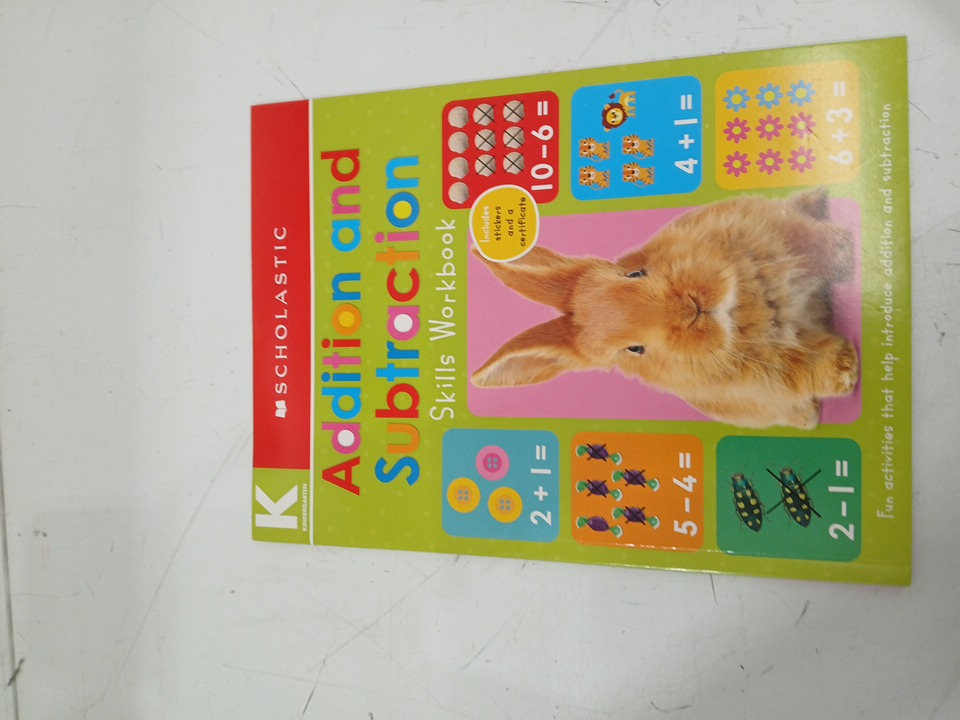 K
KINDERGARTEN
SCHOLASTIC
Addition and
Subtraction
Skills Workbook
Includes
stickers
and a
certificate
2 + 1 =
5 - 4 =
2 - 1 =
10 - 6 =
4 + 1 =
6 + 3 =
Fun activities that help introduce addition and subtraction